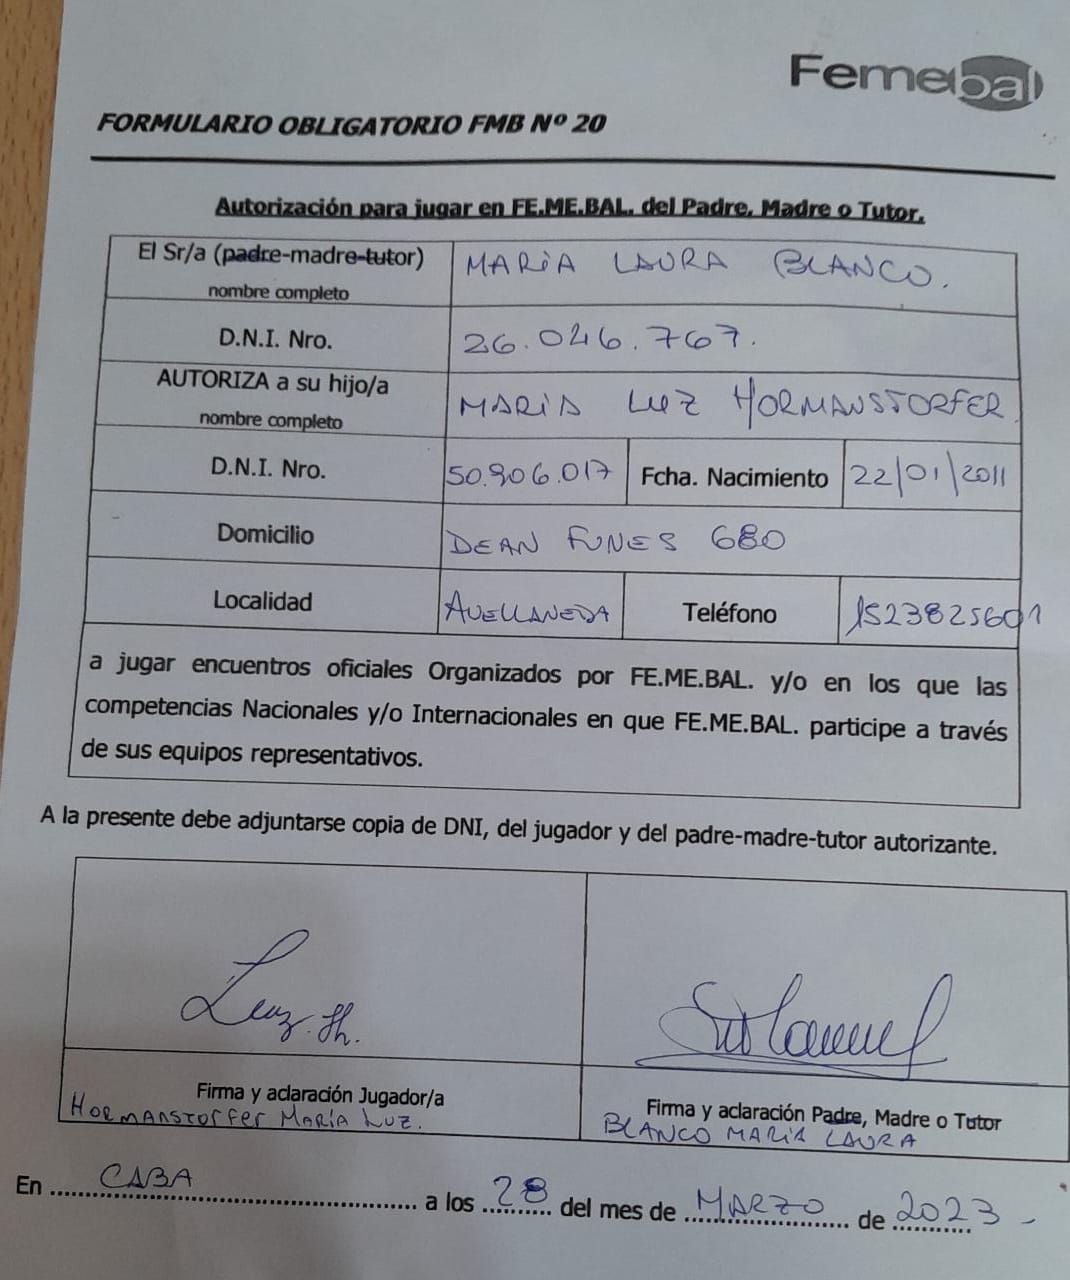 Femebal
FORMULARIO OBLIGATORIO FMB Nº 20
Autorización para jugar en FE.ME.BAL. del Padre, Madre o Tutor.
El Sr/a (padre-madre-tutor) nombre completo MARIA LAURA BLANCO.
D.N.I. Nro. 26.046.767.
AUTORIZA a su hijo/a nombre completo MARIA LUZ HORMANSTORFER
D.N.I. Nro. 50.906.017 Fcha. Nacimiento 22/01/2011
Domicilio DEAN FUNES 680
Localidad AVELLANEDA Teléfono 1523825601
a jugar encuentros oficiales Organizados por FE.ME.BAL. y/o en los que las
competencias Nacionales y/o Internacionales en que FE.ME.BAL. participe a través
de sus equipos representativos.
A la presente debe adjuntarse copia de DNI, del jugador y del padre-madre-tutor autorizante.
Luz. H.
Firma y aclaración Jugador/a
HORMANSTORFER MARÍA LUZ.
Firma y aclaración Padre, Madre o Tutor
BLANCO MARIA LAURA
En CABA a los 28 del mes de MARZO de 2023 -